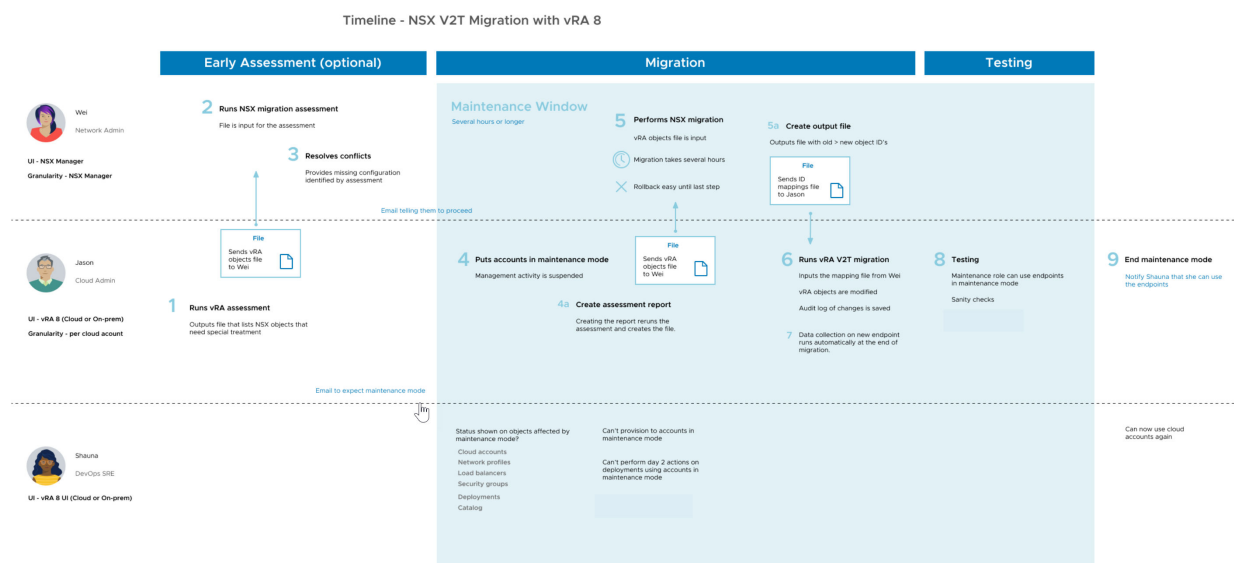 Timeline - NSX V2T Migration with vRA 8
Early Assessment (optional)
Migration
Testing
Wei
Network Admin
UI - NSX Manager
Granularity - NSX Manager
2 Runs NSX migration assessment
File is input for the assessment
3 Resolves conflicts
Provides missing configuration
identified by assessment
Maintenance Window
Several hours or longer
5 Performs NSX migration
vRA objects file is input
Migration takes several hours
Rollback easy until last step
5a Create output file
Outputs file with old > new object ID's
File
Sends ID
mappings file
to Jason
Email telling them to proceed
Jason
Cloud Admin
UI - vRA 8 (Cloud or On-prem)
Granularity - per cloud acount
File
Sends vRA
objects file
to Wei
1 Runs vRA assessment
Outputs file that lists NSX objects that
need special treatment
4 Puts accounts in maintenance mode
Management activity is suspended
File
Sends vRA
objects file
to Wei
4a Create assessment report
Creating the report reruns the
assessment and creates the file.
6 Runs vRA V2T migration
Inputs the mapping file from Wei
vRA objects are modified
Audit log of changes is saved
7 Data collection on new endpoint
runs automatically at the end of
migration.
8 Testing
Maintenance role can use endpoints
in maintenance mode
Sanity checks
9 End maintenance mode
Notify Shauna that she can use
the endpoints
Email to expect maintenance mode
Shauna
DevOps SRE
UI - vRA 8 UI (Cloud or On-prem)
Status shown on objects affected by
maintenance mode?
Cloud accounts
Network profiles
Load balancers
Security groups
Deployments
Catalog
Can't provision to accounts in
maintenance mode
Can't perform day 2 actions on
deployments using accounts in
maintenance mode
Can now use cloud
accounts again